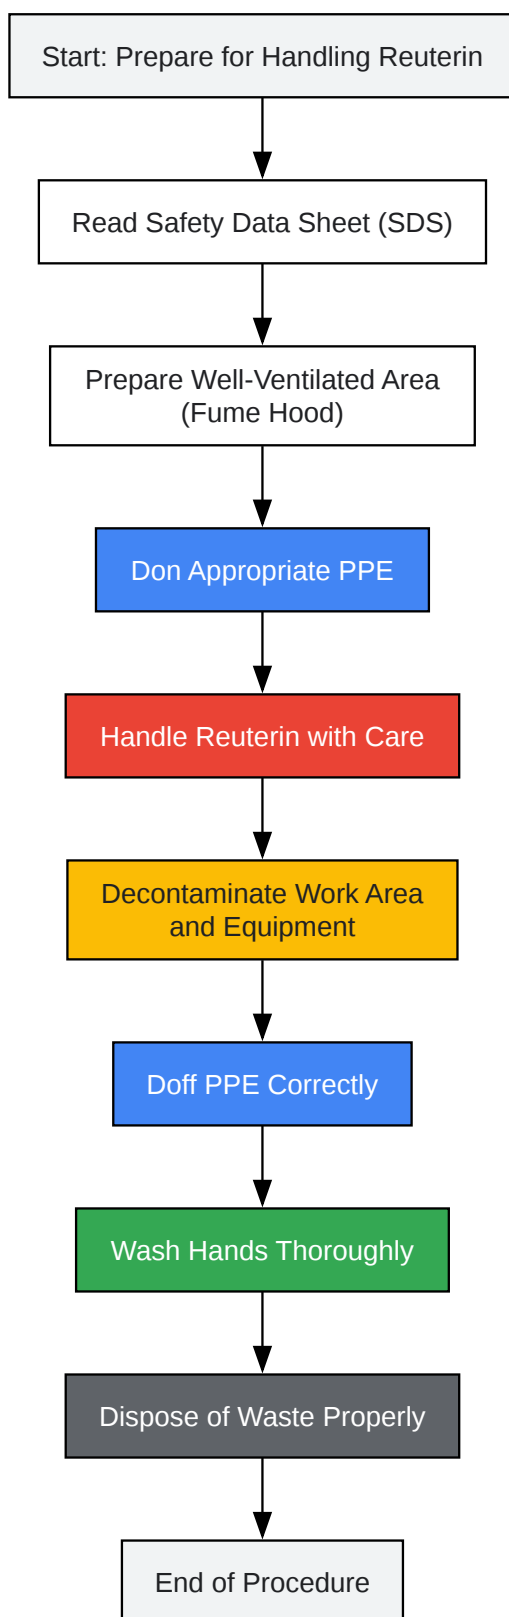 Start: Prepare for Handling Reuterin
Read Safety Data Sheet (SDS)
Prepare Well-Ventilated Area
(Fume Hood)
Don Appropriate PPE
Handle Reuterin with Care
Decontaminate Work Area
and Equipment
Doff PPE Correctly
Wash Hands Thoroughly
Dispose of Waste Properly
End of Procedure